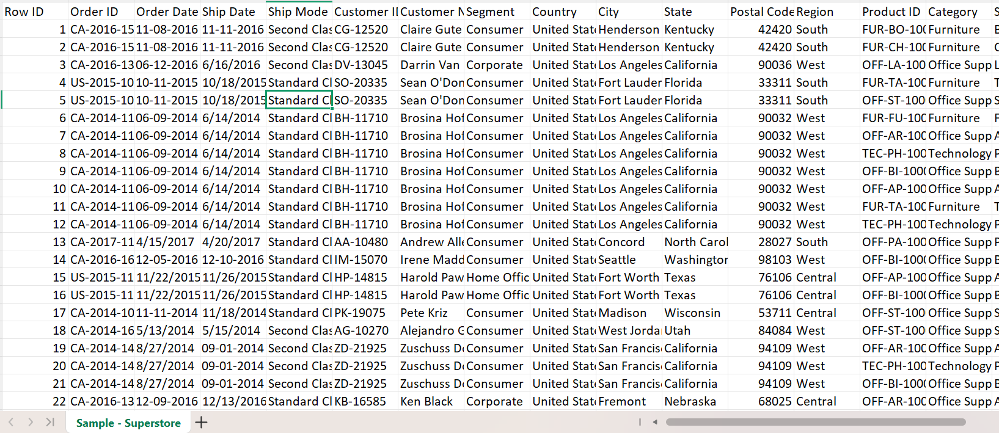 Row ID Order ID Order Date Ship Date Ship Mode Customer Segment Country City State Postal Code Region Product ID Category
1 CA-2016-15 11-08-2016 11-11-2016 Second Clas CG-12520 Claire Gute Consumer United Stat Henderson Kentucky 42420 South FUR-BO-100 Furniture
2 CA-2016-15 11-08-2016 11-11-2016 Second Clas CG-12520 Claire Gute Consumer United Stat Henderson Kentucky 42420 South FUR-CH-100 Furniture
3 CA-2016-13 06-12-2016 6/16/2016 Second Clas DV-13045 Darrin Van Corporate United Stat Los Angeles California 90036 West OFF-LA-100 Office Supp
4 US-2015-10 10-11-2015 10/18/2015 Standard Cl SO-20335 Sean O'Don Consumer United Stat Fort Lauder Florida 33311 South FUR-TA-100 Furniture
5 US-2015-10 10-11-2015 10/18/2015 Standard Cl SO-20335 Sean O'Don Consumer United Stat Fort Lauder Florida 33311 South OFF-ST-100 Office Supp
6 CA-2014-11 06-09-2014 6/14/2014 Standard Cl BH-11710 Brosina Hof Consumer United Stat Los Angeles California 90032 West FUR-FU-100 Furniture
7 CA-2014-11 06-09-2014 6/14/2014 Standard Cl BH-11710 Brosina Hof Consumer United Stat Los Angeles California 90032 West OFF-AR-100 Office Supp
8 CA-2014-11 06-09-2014 6/14/2014 Standard Cl BH-11710 Brosina Hof Consumer United Stat Los Angeles California 90032 West TEC-PH-100 Technology
9 CA-2014-11 06-09-2014 6/14/2014 Standard Cl BH-11710 Brosina Hof Consumer United Stat Los Angeles California 90032 West OFF-BI-1000 Office Supp
10 CA-2014-11 06-09-2014 6/14/2014 Standard Cl BH-11710 Brosina Hof Consumer United Stat Los Angeles California 90032 West OFF-AP-100 Office Supp
11 CA-2014-11 06-09-2014 6/14/2014 Standard Cl BH-11710 Brosina Hof Consumer United Stat Los Angeles California 90032 West FUR-TA-100 Furniture
12 CA-2014-11 06-09-2014 6/14/2014 Standard Cl BH-11710 Brosina Hof Consumer United Stat Los Angeles California 90032 West TEC-PH-100 Technology
13 CA-2017-11 4/15/2017 4/20/2017 Standard Cl AA-10480 Andrew Alle Consumer United Stat Concord North Carol 28027 South OFF-PA-100 Office Supp
14 CA-2016-16 12-05-2016 12-10-2016 Standard Cl IM-15070 Irene Madd Consumer United Stat Seattle Washington 98103 West OFF-BI-1000 Office Supp
15 US-2015-11 11/22/2015 11/26/2015 Standard Cl HP-14815 Harold Paw Home Offic United Stat Fort Worth Texas 76106 Central OFF-AP-100 Office Supp
16 US-2015-11 11/22/2015 11/26/2015 Standard Cl HP-14815 Harold Paw Home Offic United Stat Fort Worth Texas 76106 Central OFF-BI-1000 Office Supp
17 CA-2014-10 11-11-2014 11/18/2014 Standard Cl PK-19075 Pete Kriz Consumer United Stat Madison Wisconsin 53711 Central OFF-ST-100 Office Supp
18 CA-2014-16 5/13/2014 5/15/2014 Second Clas AG-10270 Alejandro G Consumer United Stat West Jorda Utah 84084 West OFF-ST-100 Office Supp
19 CA-2014-14 8/27/2014 09-01-2014 Second Clas ZD-21925 Zuschuss Do Consumer United Stat San Francis California 94109 West OFF-AR-100 Office Supp
20 CA-2014-14 8/27/2014 09-01-2014 Second Clas ZD-21925 Zuschuss Do Consumer United Stat San Francis California 94109 West TEC-PH-100 Technology
21 CA-2014-14 8/27/2014 09-01-2014 Second Clas ZD-21925 Zuschuss Do Consumer United Stat San Francis California 94109 West OFF-BI-1000 Office Supp
22 CA-2016-13 12-09-2016 12/13/2016 Standard Cl KB-16585 Ken Black Corporate United Stat Fremont Nebraska 68025 Central OFF-AR-100 Office Supp
Sample - Superstore